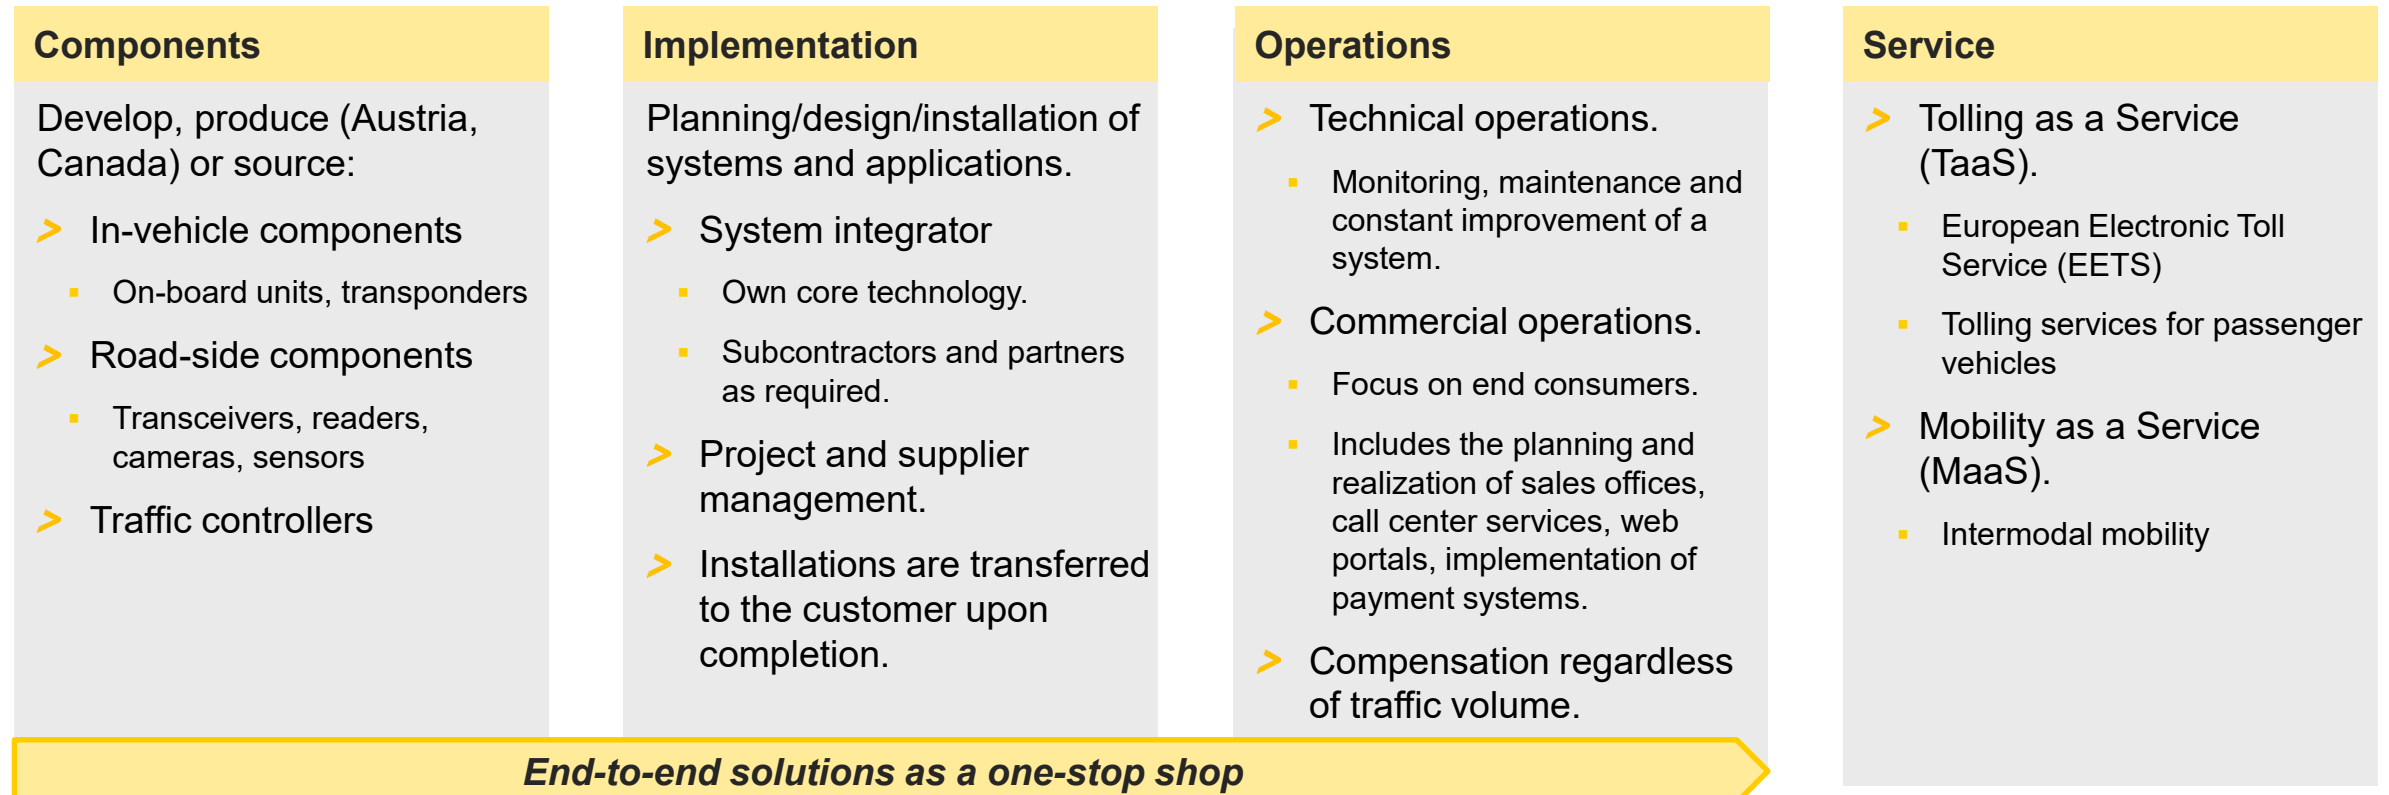 Components
Develop, produce (Austria,
Canada) or source:
> In-vehicle components
▪ On-board units, transponders
> Road-side components
▪ Transceivers, readers,
cameras, sensors
> Traffic controllers
Implementation
Planning/design/installation of
systems and applications.
> System integrator
▪ Own core technology.
▪ Subcontractors and partners
as required.
> Project and supplier
management.
> Installations are transferred
to the customer upon
completion.
Operations
> Technical operations.
▪ Monitoring, maintenance and
constant improvement of a
system.
> Commercial operations.
▪ Focus on end consumers.
▪ Includes the planning and
realization of sales offices,
call center services, web
portals, implementation of
payment systems.
> Compensation regardless
of traffic volume.
Service
> Tolling as a Service
(TaaS).
▪ European Electronic Toll
Service (EETS)
▪ Tolling services for passenger
vehicles
> Mobility as a Service
(MaaS).
▪ Intermodal mobility
End-to-end solutions as a one-stop shop